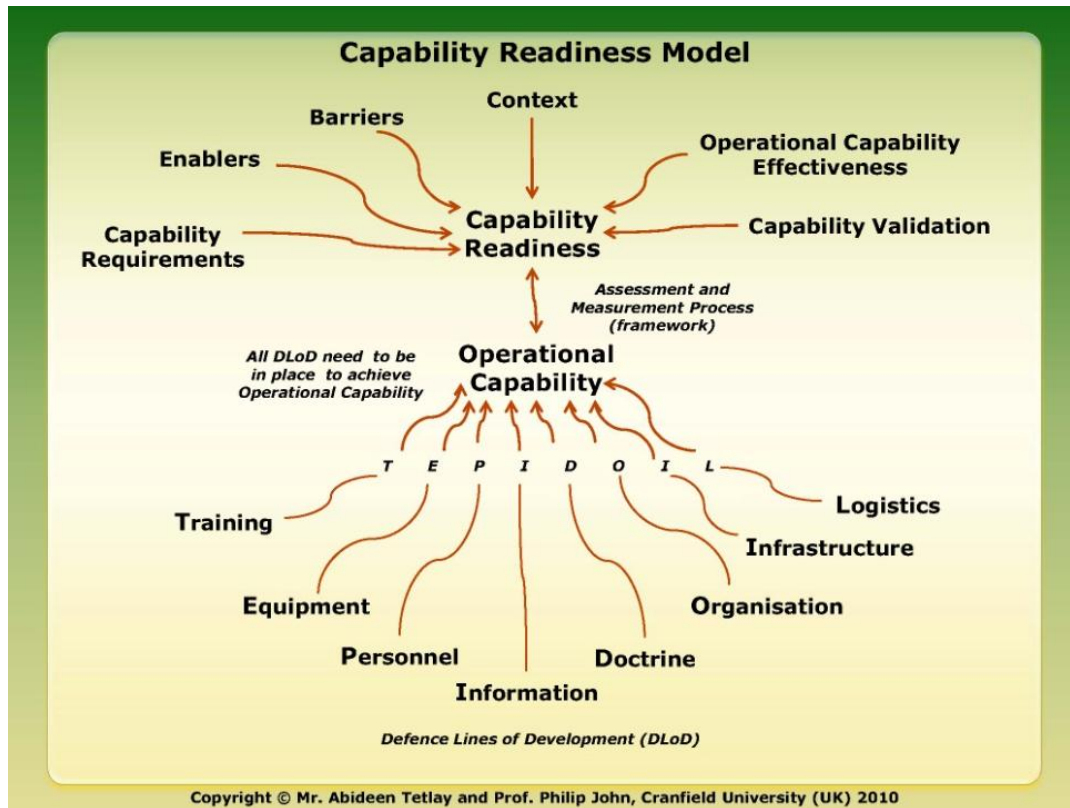 Capability Readiness Model
Context
Barriers
Enablers
Operational Capability
Effectiveness
Capability
Readiness
Capability Validation
Capability
Requirements
Assessment and
Measurement Process
(framework)
All DLoD need to be
in place to achieve
Operational Capability
Operational
Capability
T E P I D O I L
Training
Logistics
Infrastructure
Equipment
Organisation
Personnel
Doctrine
Information
Defence Lines of Development (DLoD)
Copyright © Mr. Abideen Tetlay and Prof. Philip John, Cranfield University (UK) 2010